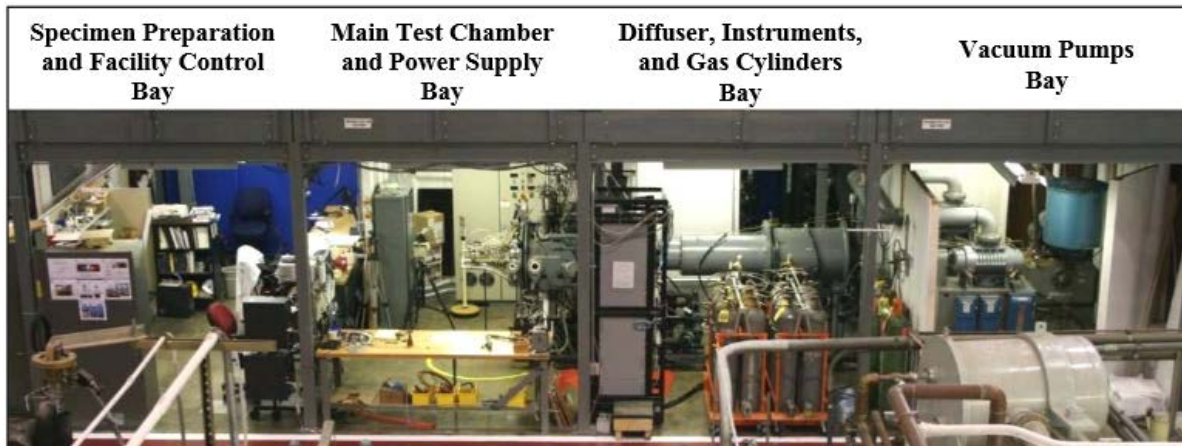 Specimen Preparation
and Facility Control
Bay
Main Test Chamber
and Power Supply
Bay
Diffuser, Instruments,
and Gas Cylinders
Bay
Vacuum Pumps
Bay